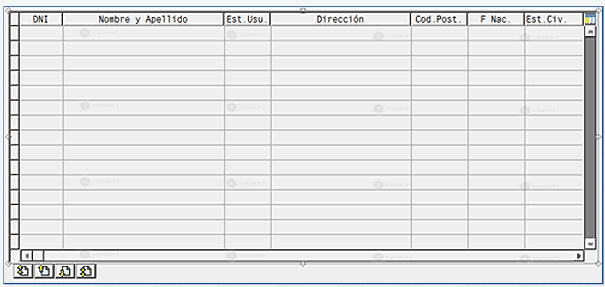 DNI Nombre y Apellido Est.Usu. Dirección Cod.Post. F Nac. Est.Civ.